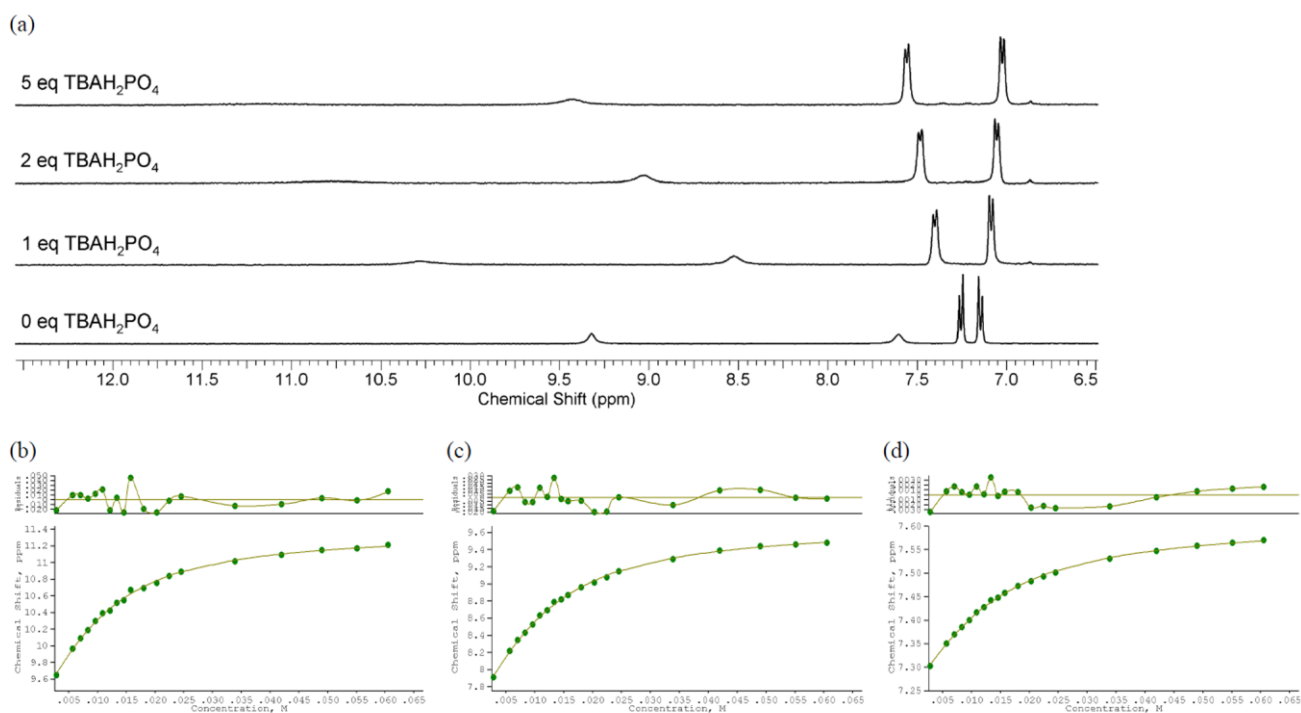 (a)
5 eq TBAH₂PO₄
2 eq TBAH₂PO₄
1 eq TBAH₂PO₄
0 eq TBAH₂PO₄
12.0 11.5 11.0 10.5 10.0 9.5 9.0 8.5 8.0 7.5 7.0 6.5
Chemical Shift (ppm)
(b)
11.4
11.2
11
10.8
10.6
10.4
10.2
10
9.8
9.6
Chemical Shift, ppm
.005 .010 .015 .020 .025 .030 .035 .040 .045 .050 .055 .060 .065
Concentration, M
(c)
9.6
9.4
9.2
9
8.8
8.6
8.4
8.2
8
7.8
Chemical Shift, ppm
.005 .010 .015 .020 .025 .030 .035 .040 .045 .050 .055 .060 .065
Concentration, M
(d)
7.60
7.55
7.50
7.45
7.40
7.35
7.30
7.25
Chemical Shift, ppm
.005 .010 .015 .020 .025 .030 .035 .040 .045 .050 .055 .060 .065
Concentration, M